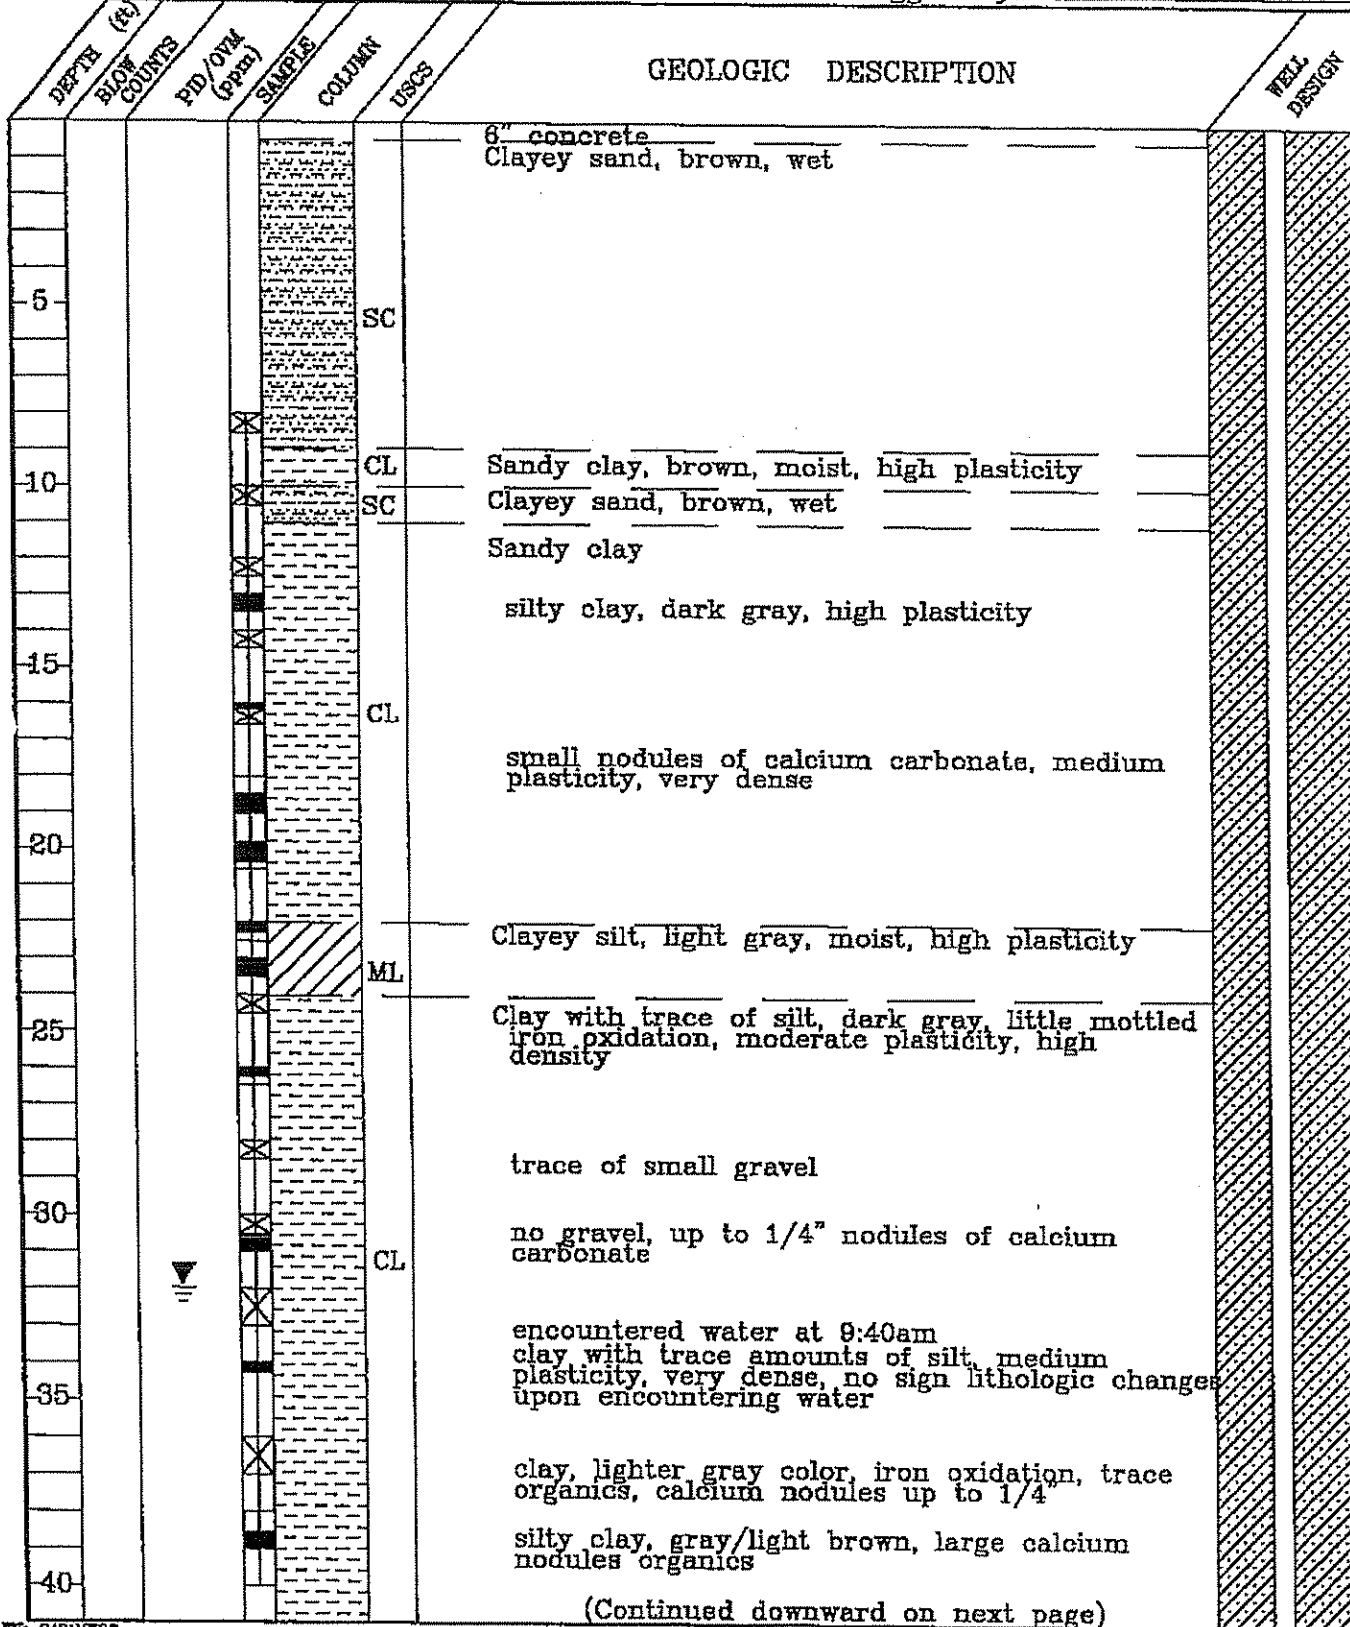 DEPTH (ft)
BLOW COUNTS
PID/OVM (ppm)
SAMPLE
COLUMN
USCS
GEOLOGIC DESCRIPTION
WELL DESIGN
6" concrete
Clayey sand, brown, wet
5
SC
CL
Sandy clay, brown, moist, high plasticity
10
SC
Clayey sand, brown, wet
Sandy clay
silty clay, dark gray, high plasticity
15
CL
small nodules of calcium carbonate, medium
plasticity, very dense
20
Clayey silt, light gray, moist, high plasticity
ML
Clay with trace of silt, dark gray, little mottled
25
iron oxidation, moderate plasticity, high
density
trace of small gravel
30
no gravel, up to 1/4" nodules of calcium
carbonate
CL
encountered water at 9:40am
clay with trace amounts of silt, medium
plasticity, very dense, no sign lithologic changes
35
upon encountering water
clay, lighter gray color, iron oxidation, trace
organics, calcium nodules up to 1/4"
silty clay, gray/light brown, large calcium
nodules organics
40
(Continued downward on next page)